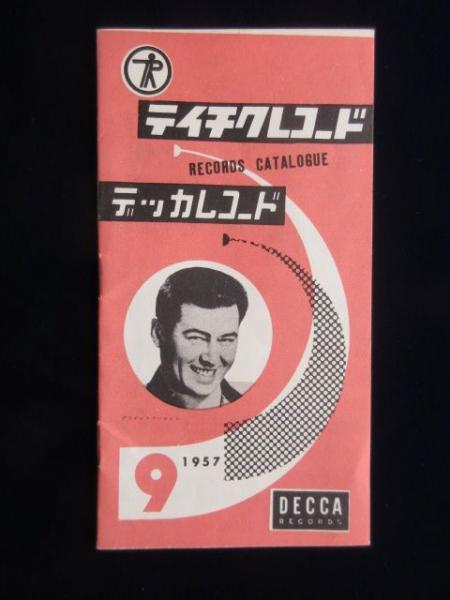 テイチクレコード
RECORDS CATALOGUE
デッカレコード
9
1957
DECCA
RECORDS